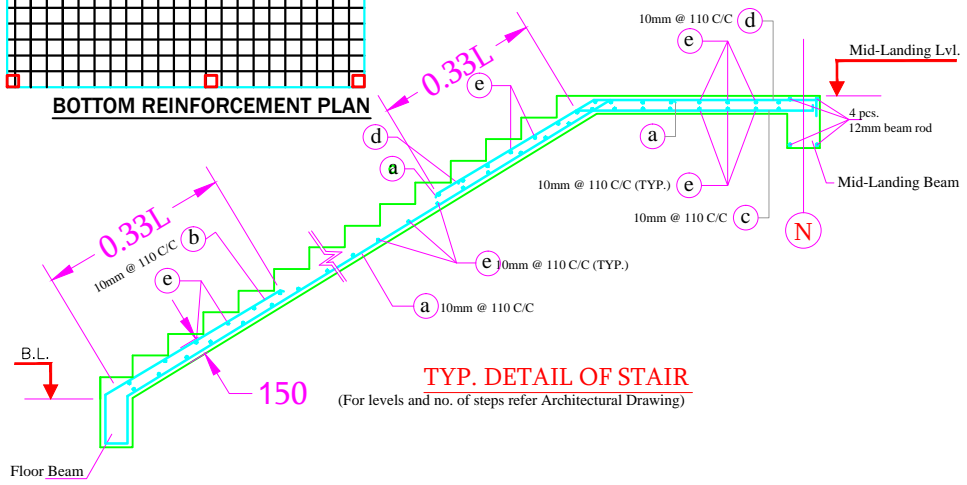 BOTTOM REINFORCEMENT PLAN
10mm @ 110 C/C d
e
Mid-Landing Lvl.
0.33L
e
4 pcs.
12mm beam rod
d
a
a
10mm @ 110 C/C (TYP.) e
Mid-Landing Beam
10mm @ 110 C/C c
N
0.33L
10mm @ 110 C/C b
e 10mm @ 110 C/C (TYP.)
e
a 10mm @ 110 C/C
B.L.
150
TYP. DETAIL OF STAIR
(For levels and no. of steps refer Architectural Drawing)
Floor Beam